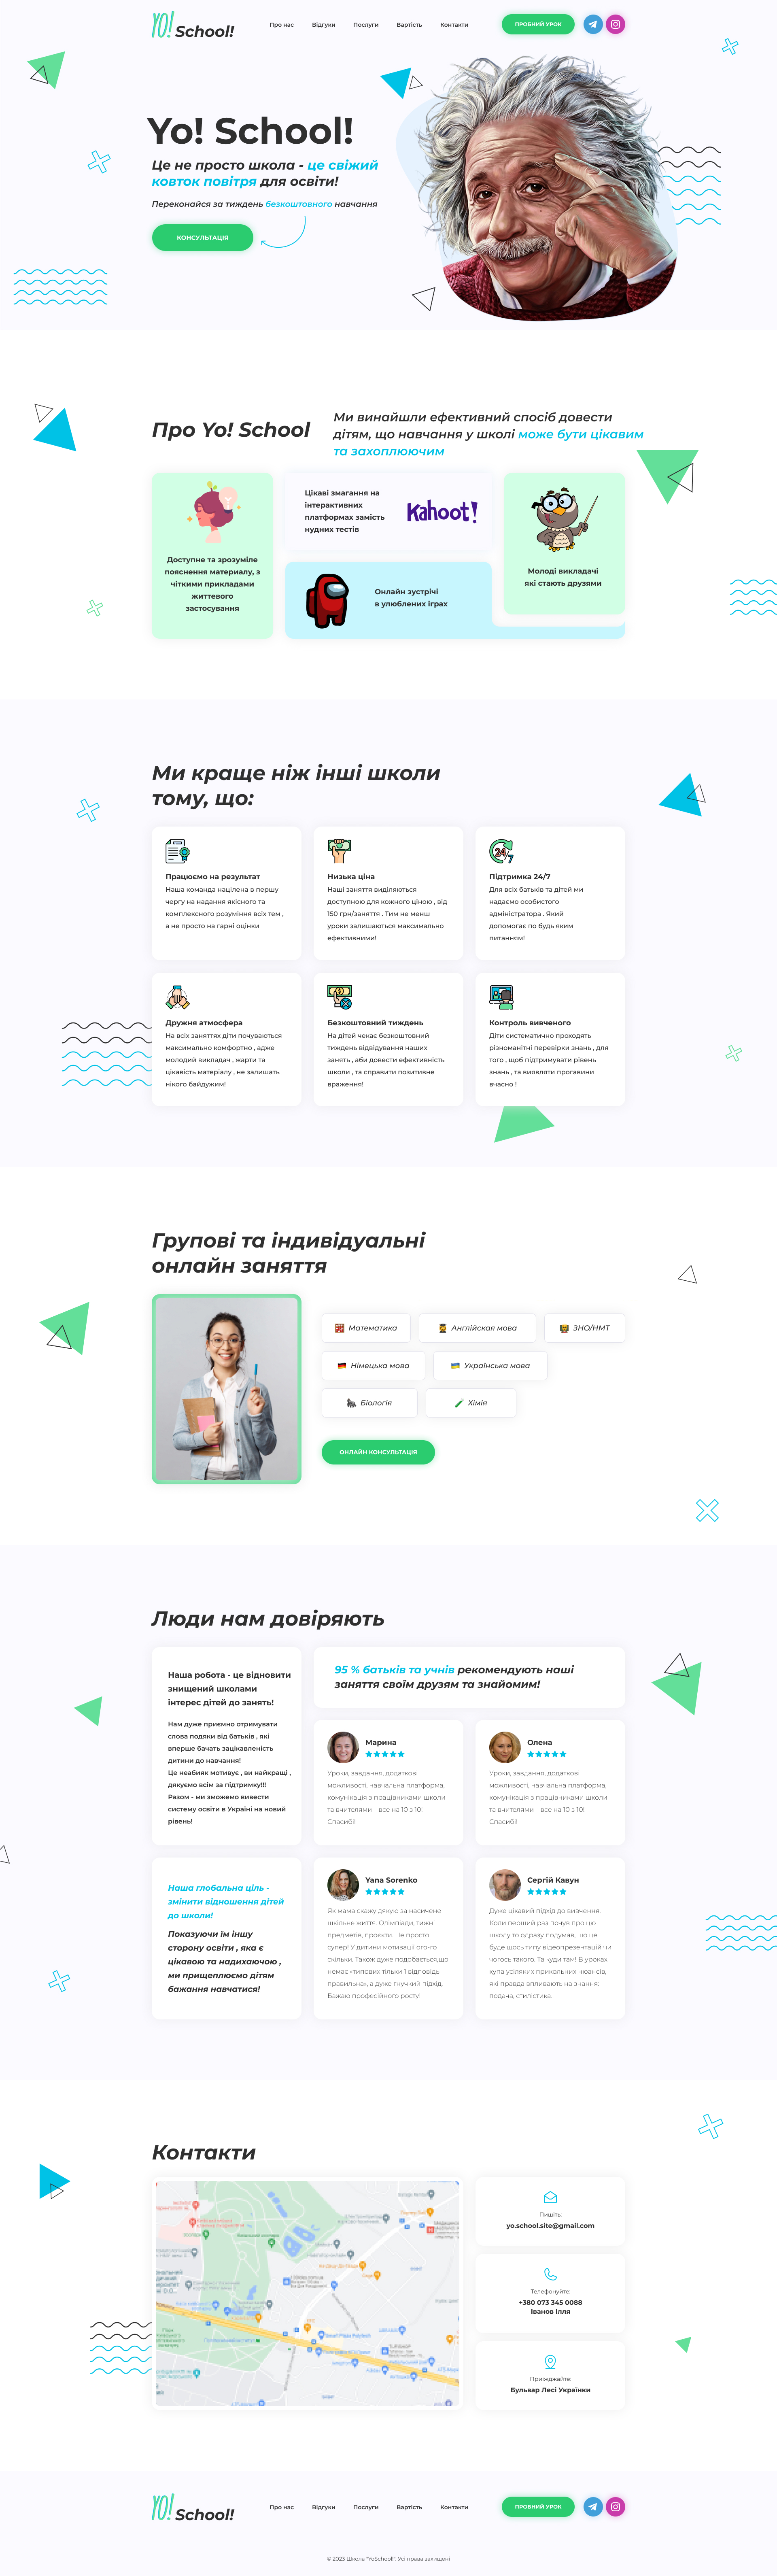 YO! School!
Про нас
Відгуки
Послуги
Вартість
Контакти
ПРОБНИЙ УРОК
Yo! School!
Це не просто школа - це свіжий
ковток повітря для освіти!
Переконайся за тиждень безкоштовного навчання
КОНСУЛЬТАЦІЯ
Про Yo! School
Ми винайшли ефективний спосіб довести
дітям, що навчання у школі може бути цікавим
та захоплюючим
Доступне та зрозуміле
пояснення матеріалу, з
чіткими прикладами
життєвого
застосування
Цікаві змагання на
інтерактивних
платформах замість
нудних тестів
Kahoot!
Онлайн зустрічі
в улюблених іграх
Молоді викладачі
які стають друзями
Ми краще ніж інші школи
тому, що:
Працюємо на результат
Наша команда націлена в першу
чергу на надання якісного та
комплексного розуміння всіх тем ,
а не просто на гарні оцінки
Низька ціна
Наші заняття виділяються
доступною для кожного ціною , від
150 грн/заняття . Тим не менш
уроки залишаються максимально
ефективними!
24/7
Підтримка 24/7
Для всіх батьків та дітей ми
надаємо особистого
адміністратора . Який
допомагає по будь яким
питанням!
Дружня атмосфера
На всіх заняттях діти почуваються
максимально комфортно , адже
молодий викладач , жарти та
цікавість матеріалу , не залишать
нікого байдужим!
Безкоштовний тиждень
На дітей чекає безкоштовний
тиждень відвідування наших
занять , аби довести ефективність
школи , та справити позитивне
враження!
Контроль вивченого
Діти систематично проходять
різноманітні перевірки знань , для
того , щоб підтримувати рівень
знань , та виявляти прогавини
вчасно !
Групові та індивідуальні
онлайн заняття
Математика
Англійская мова
ЗНО/НМТ
Німецька мова
Українська мова
Біологія
Хімія
ОНЛАЙН КОНСУЛЬТАЦІЯ
Люди нам довіряють
Наша робота - це відновити
знищений школами
інтерес дітей до занять!
Нам дуже приємно отримувати
слова подяки від батьків , які
вперше бачать зацікавленість
дитини до навчання!
Це неабияк мотивує , ви найкращі ,
дякуємо всім за підтримку!!!
Разом - ми зможемо вивести
систему освіти в Україні на новий
рівень!
95 % батьків та учнів рекомендують наші
заняття своїм друзям та знайомим!
Марина
Уроки, завдання, додаткові
можливості, навчальна платформа,
комунікація з працівниками школи
та вчителями – все на 10 з 10!
Спасибі!
Олена
Уроки, завдання, додаткові
можливості, навчальна платформа,
комунікація з працівниками школи
та вчителями – все на 10 з 10!
Спасибі!
Наша глобальна ціль -
змінити відношення дітей
до школи!
Показуючи їм іншу
сторону освіти , яка є
цікавою та надихаючою ,
ми прищеплюємо дітям
бажання навчатися!
Yana Sorenko
Як мама скажу дякую за насичене
шкільне життя. Олімпіади, тижні
предметів, проєкти. Це просто
супер! У дитини мотивації ого-го
скільки. Також дуже подобається,що
немає «типових тільки 1 відповідь
правильна», а дуже гнучкий підхід.
Бажаю професійного росту!
Сергій Кавун
Дуже цікавий підхід до вивчення.
Коли перший раз почув про цю
школу то одразу подумав, що це
буде щось типу відеопрезентацій чи
чогось такого. Та куди там! В уроках
купа усіляких прикольних нюансів,
які правда впливають на знання:
подача, стилістика.
Контакти
Пишіть:
yo.school.site@gmail.com
Телефонуйте:
+380 073 345 0088
Іванов Ілля
Приїжджайте:
Бульвар Лесі Українки
YO! School!
Про нас
Відгуки
Послуги
Вартість
Контакти
ПРОБНИЙ УРОК
© 2023 Школа "YoSchool!". Усі права захищені